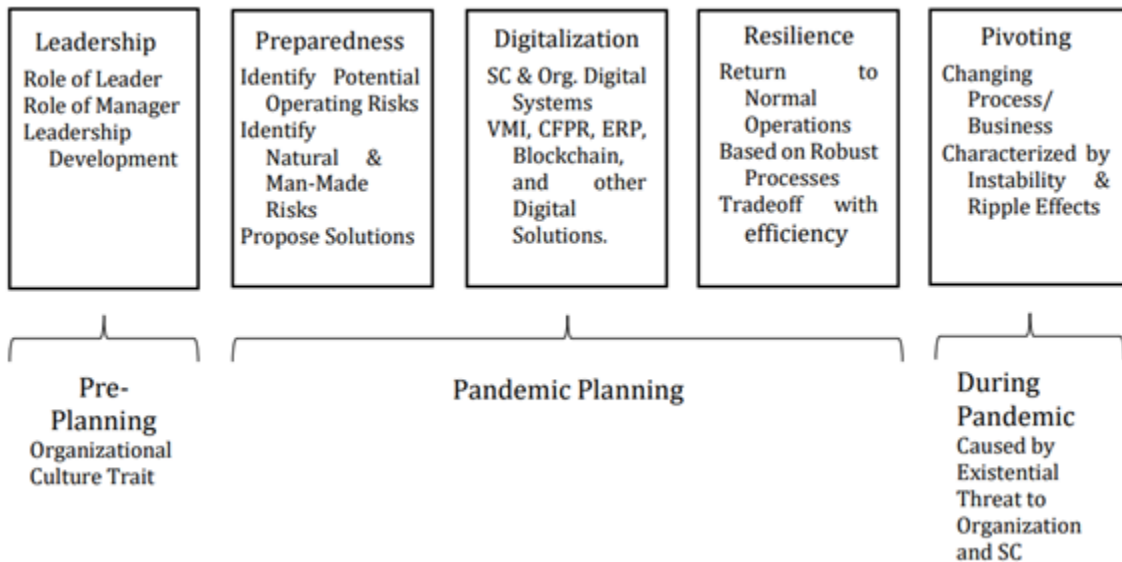 Leadership
Role of Leader
Role of Manager
Leadership
Development
Preparedness
Identify Potential
Operating Risks
Identify
Natural &
Man-Made
Risks
Propose Solutions
Digitalization
SC & Org. Digital
Systems
VMI, CFPR, ERP,
Blockchain,
and other
Digital
Solutions.
Resilience
Return to
Normal
Operations
Based on Robust
Processes
Tradeoff with
efficiency
Pivoting
Changing
Process/
Business
Characterized by
Instability &
Ripple Effects
Pre-
Planning
Organizational
Culture Trait
Pandemic Planning
During
Pandemic
Caused by
Existential
Threat to
Organization
and SC